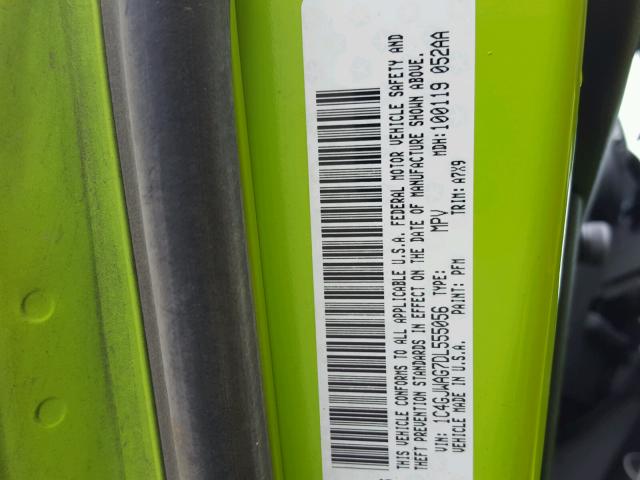 THIS VEHICLE CONFORMS TO ALL APPLICABLE U.S.A. FEDERAL MOTOR VEHICLE SAFETY AND
THEFT PREVENTION STANDARDS IN EFFECT ON THE DATE OF MANUFACTURE SHOWN ABOVE.
VIN: 1C4GJWAG7DL555056 TYPE: MPV MDH:100119 052AA
VEHICLE MADE IN U.S.A. PAINT: PFM TRIM: A7X9